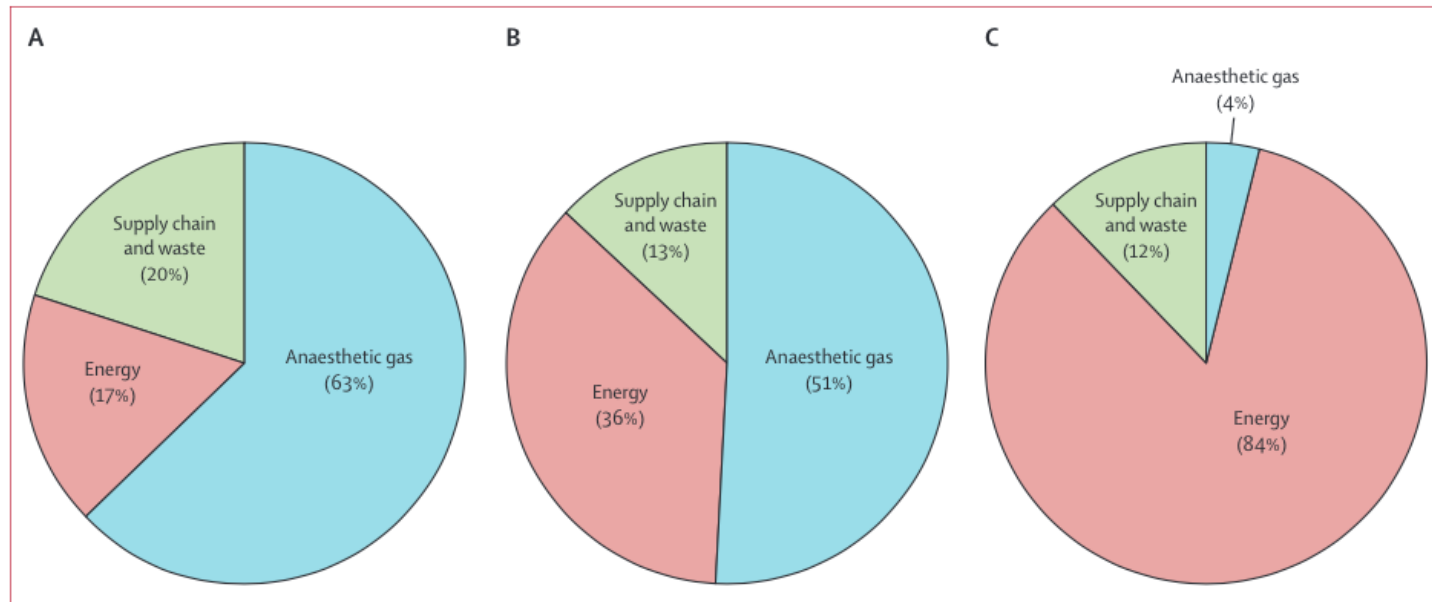 A
B
C
Supply chain
and waste
(20%)
Energy
(17%)
Anaesthetic gas
(63%)
Supply chain
and waste
(13%)
Energy
(36%)
Anaesthetic gas
(51%)
Anaesthetic gas
(4%)
Supply chain
and waste
(12%)
Energy
(84%)